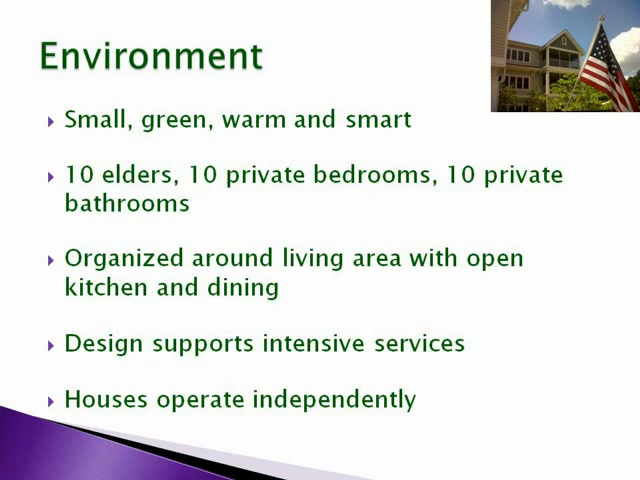 Environment
Small, green, warm and smart
10 elders, 10 private bedrooms, 10 private
bathrooms
Organized around living area with open
kitchen and dining
Design supports intensive services
Houses operate independently